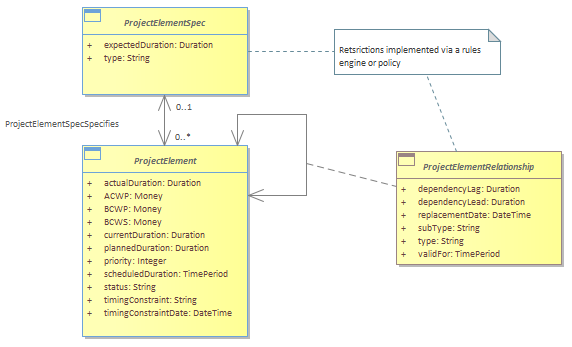 ProjectElementSpec
+ expectedDuration: Duration
+ type: String
Retsrictions implemented via a rules
engine or policy
0..1
ProjectElementSpecSpecifies
0..*
ProjectElement
+ actualDuration: Duration
+ ACWP: Money
+ BCWP: Money
+ BCWS: Money
+ currentDuration: Duration
+ plannedDuration: Duration
+ priority: Integer
+ scheduledDuration: TimePeriod
+ status: String
+ timingConstraint: String
+ timingConstraintDate: DateTime
ProjectElementRelationship
+ dependencyLag: Duration
+ dependencyLead: Duration
+ replacementDate: DateTime
+ subType: String
+ type: String
+ validFor: TimePeriod